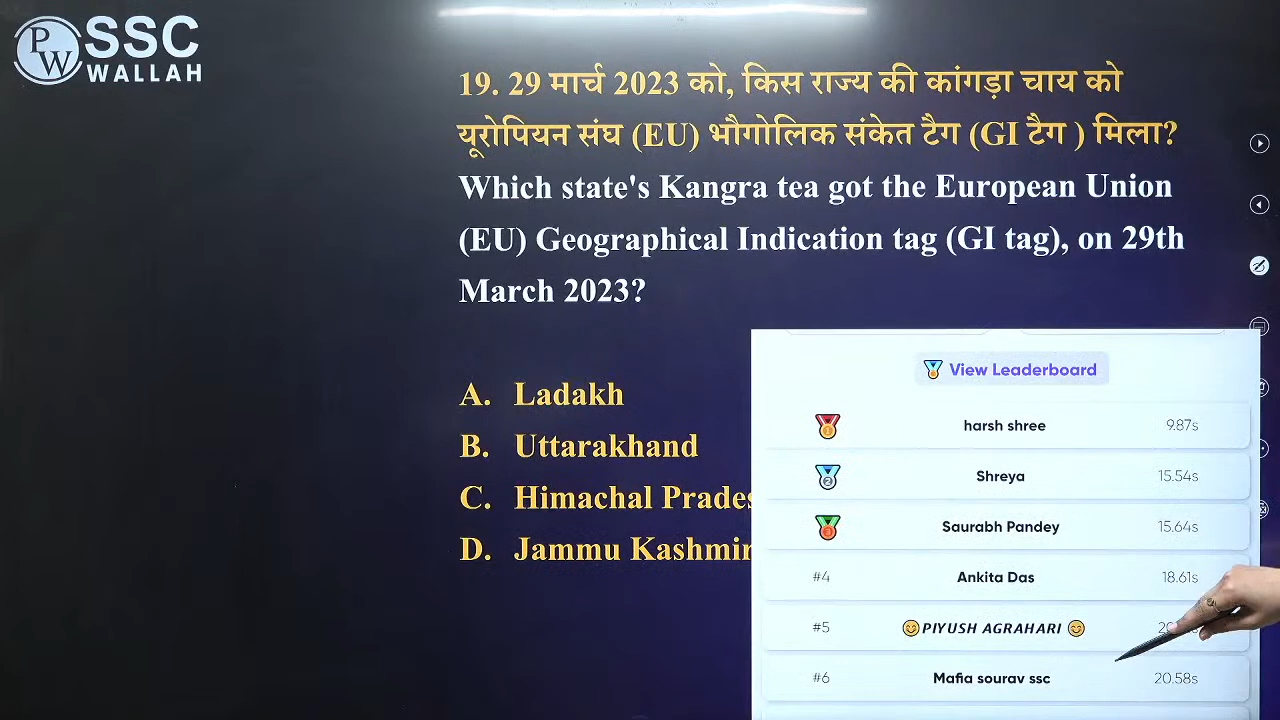 PW
SSC
WALLAH
19. 29 मार्च 2023 को, किस राज्य की कांगड़ा चाय को
यूरोपियन संघ (EU) भौगोलिक संकेत टैग (GI टैग ) मिला?
Which state's Kangra tea got the European Union
(EU) Geographical Indication tag (GI tag), on 29th
March 2023?
A. Ladakh
B. Uttarakhand
C. Himachal
D. Jammu Kashmir
View Leaderboard
1 harsh shree 9.87s
2 Shreya 15.54s
3 Saurabh Pandey 15.64s
#4 Ankita Das 18.61s
#5 😊PIYUSH AGRAHARI😊
#6 Mafia sourav ssc 20.58s